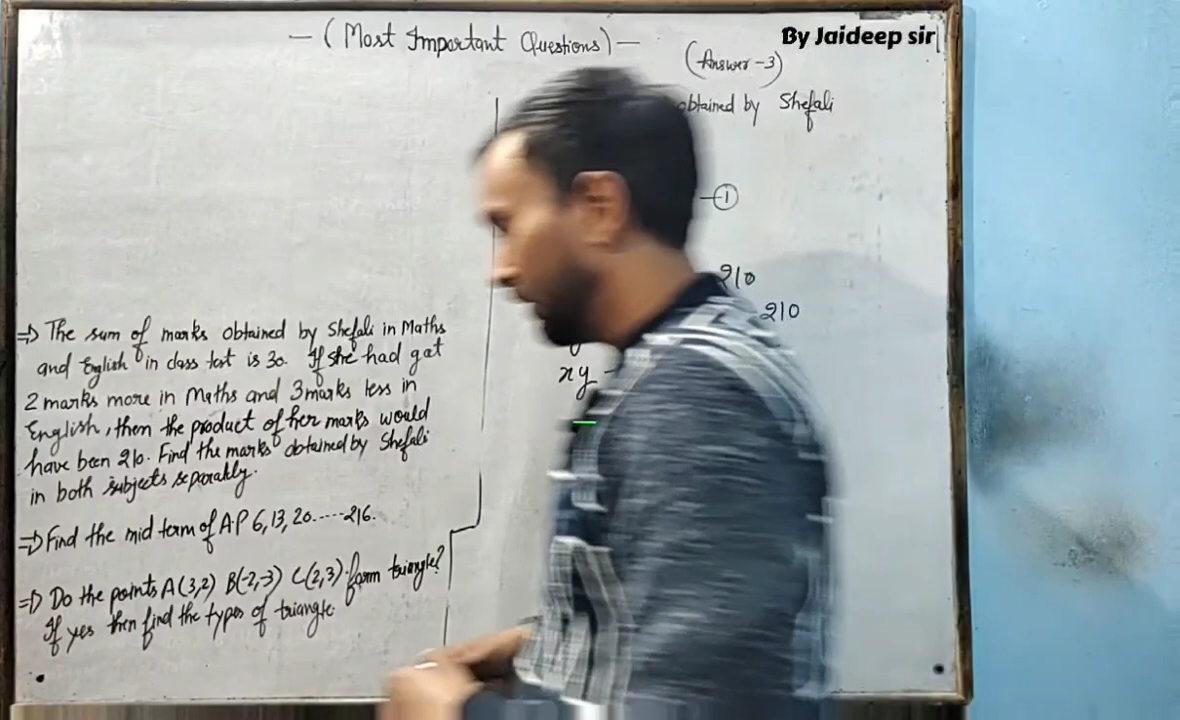 — (Most Important Questions) —
By Jaideep sir
(Answer - 3)
obtained by Shefali
— ①
210
210
xy
⇒ The sum of marks obtained by Shefali in Maths
and English in class test is 30. If she had got
2 marks more in Maths and 3 marks less in
English, then the product of her marks would
have been 210. Find the marks obtained by Shefali
in both subjects separately.
⇒ Find the mid term of A.P 6, 13, 20.....216.
⇒ Do the points A(3,2) B(-2,-3) C(2,3) form triangle?
If yes then find the types of triangle.